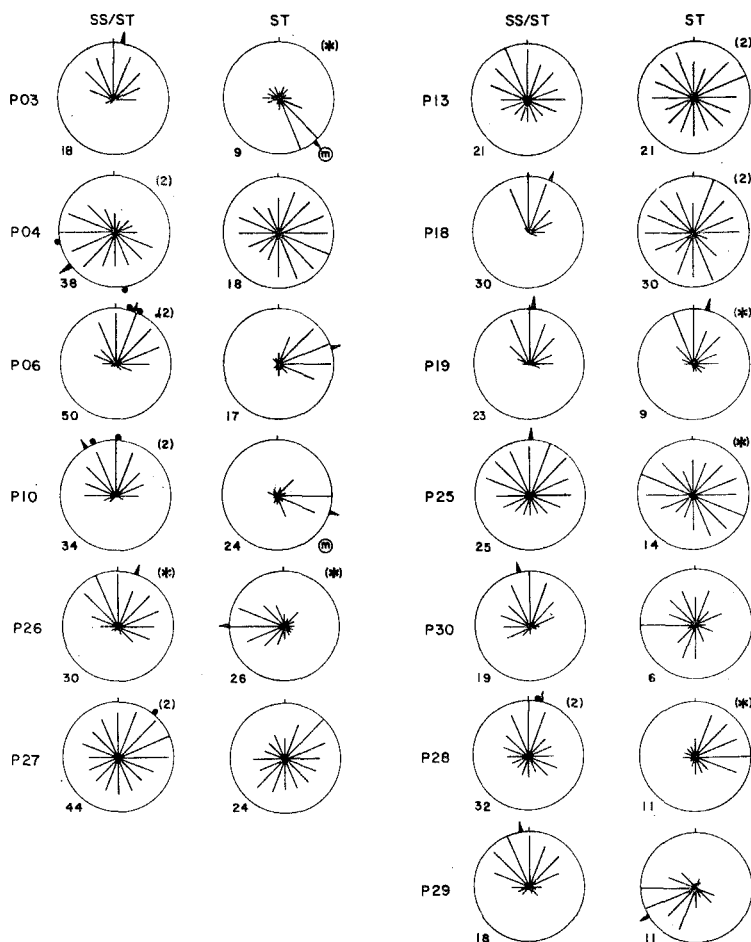 SS/ST ST SS/ST ST
(*) (2)
P03 P13
18 9 m 21 21
(2) (2)
P04 P18
38 18 30 30
(2) (*)
P06 P19
50 17 23 9
(2) (*)
P10 P25
34 24 m 25 14
(*) (*)
P26 P30
30 26 19 6
(2) (2) (*)
P27 P28
44 24 32 11
P29
18 11